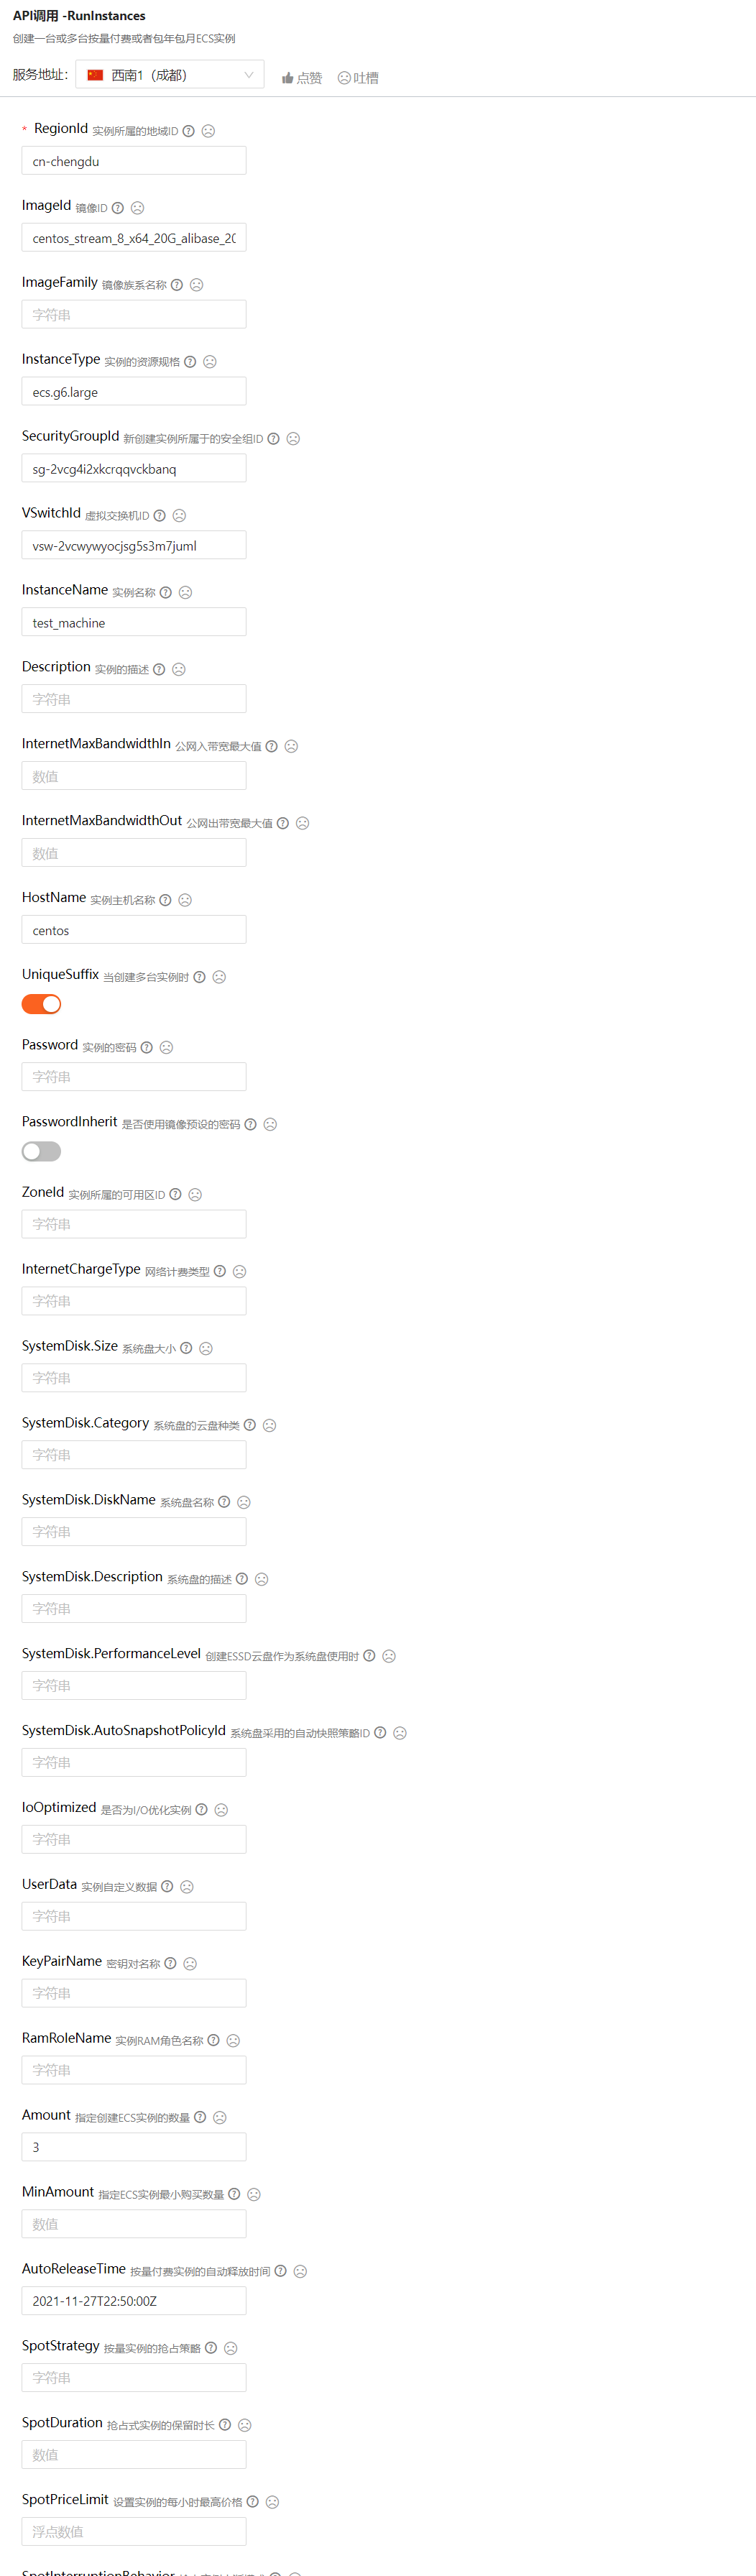 API调用 -RunInstances
创建一台或多台按量付费或者包年包月ECS实例
服务地址: 西南1（成都） 点赞 吐槽
* RegionId 实例所属的地域ID
cn-chengdu
ImageId 镜像ID
centos_stream_8_x64_20G_alibase_20
ImageFamily 镜像族系名称
字符串
InstanceType 实例的资源规格
ecs.g6.large
SecurityGroupId 新创建实例所属于的安全组ID
sg-2vcg4i2xkcrqqvckbanq
VSwitchId 虚拟交换机ID
vsw-2vcwywyocjsg5s3m7juml
InstanceName 实例名称
test_machine
Description 实例的描述
字符串
InternetMaxBandwidthIn 公网入带宽最大值
数值
InternetMaxBandwidthOut 公网出带宽最大值
数值
HostName 实例主机名称
centos
UniqueSuffix 当创建多台实例时
Password 实例的密码
字符串
PasswordInherit 是否使用镜像预设的密码
ZoneId 实例所属的可用区ID
字符串
InternetChargeType 网络计费类型
字符串
SystemDisk.Size 系统盘大小
字符串
SystemDisk.Category 系统盘的云盘种类
字符串
SystemDisk.DiskName 系统盘名称
字符串
SystemDisk.Description 系统盘的描述
字符串
SystemDisk.PerformanceLevel 创建ESSD云盘作为系统盘使用时
字符串
SystemDisk.AutoSnapshotPolicyId 系统盘采用的自动快照策略ID
字符串
IoOptimized 是否为I/O优化实例
字符串
UserData 实例自定义数据
字符串
KeyPairName 密钥对名称
字符串
RamRoleName 实例RAM角色名称
字符串
Amount 指定创建ECS实例的数量
3
MinAmount 指定ECS实例最小购买数量
数值
AutoReleaseTime 按量付费实例的自动释放时间
2021-11-27T22:50:00Z
SpotStrategy 按量实例的抢占策略
字符串
SpotDuration 抢占式实例的保留时长
数值
SpotPriceLimit 设置实例的每小时最高价格
浮点数值
SpotInterruptionBehavior